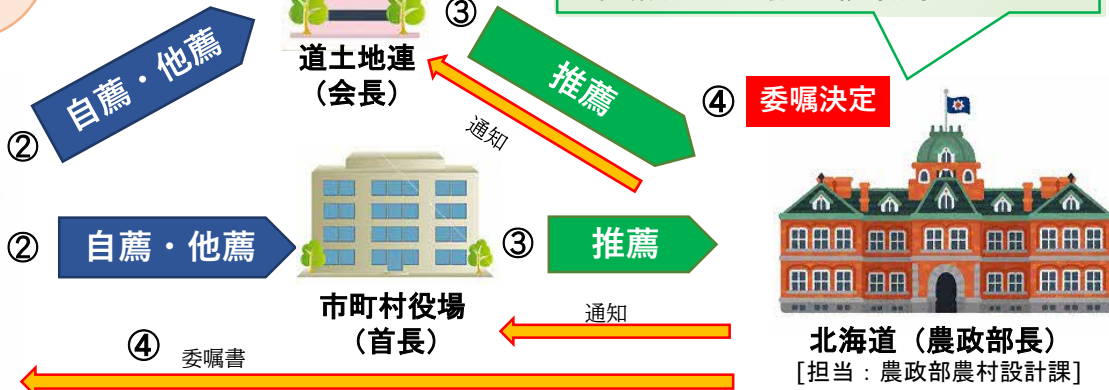 ③
自薦・他薦
道土地連
(会長)
推薦
④ 委嘱決定
②
通知
② 自薦・他薦
③ 推薦
市町村役場
(首長)
通知
④ 委嘱書
北海道(農政部長)
[担当:農政部農村設計課]